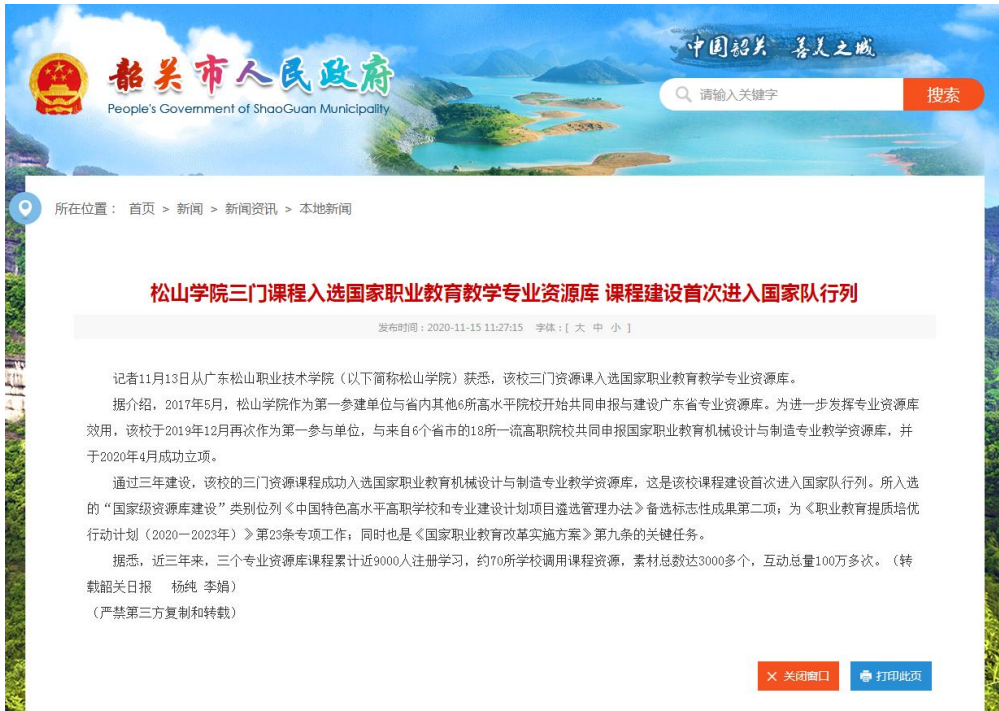 中国韶关 善美之城
韶关市人民政府
People's Government of ShaoGuan Municipality
请输入关键字
搜索
所在位置： 首页 > 新闻 > 新闻资讯 > 本地新闻
松山学院三门课程入选国家职业教育教学专业资源库 课程建设首次进入国家队行列
发布时间：2020-11-15 11:27:15 字体：[ 大 中 小 ]
记者11月13日从广东松山职业技术学院（以下简称松山学院）获悉，该校三门资源课入选国家职业教育教学专业资源库。
据介绍，2017年5月，松山学院作为第一参建单位与省内其他6所高水平院校开始共同申报与建设广东省专业资源库。为进一步发挥专业资源库
效用，该校于2019年12月再次作为第一参与单位，与来自6个省市的18所一流高职院校共同申报国家职业教育机械设计与制造专业教学资源库，并
于2020年4月成功立项。
通过三年建设，该校的三门资源课程成功入选国家职业教育机械设计与制造专业教学资源库，这是该校课程建设首次进入国家队行列。所入选
的“国家级资源库建设”类别位列《中国特色高水平高职学校和专业建设计划项目遴选管理办法》备选标志性成果第二项；为《职业教育提质培优
行动计划（2020—2023年）》第23条专项工作；同时也是《国家职业教育改革实施方案》第九条的关键任务。
据悉，近三年来，三个专业资源库课程累计近9000人注册学习，约70所学校调用课程资源，素材总数达3000多个，互动总量100万多次。（转
载韶关日报 杨纯 李娟）
（严禁第三方复制和转载）
关闭窗口
打印此页